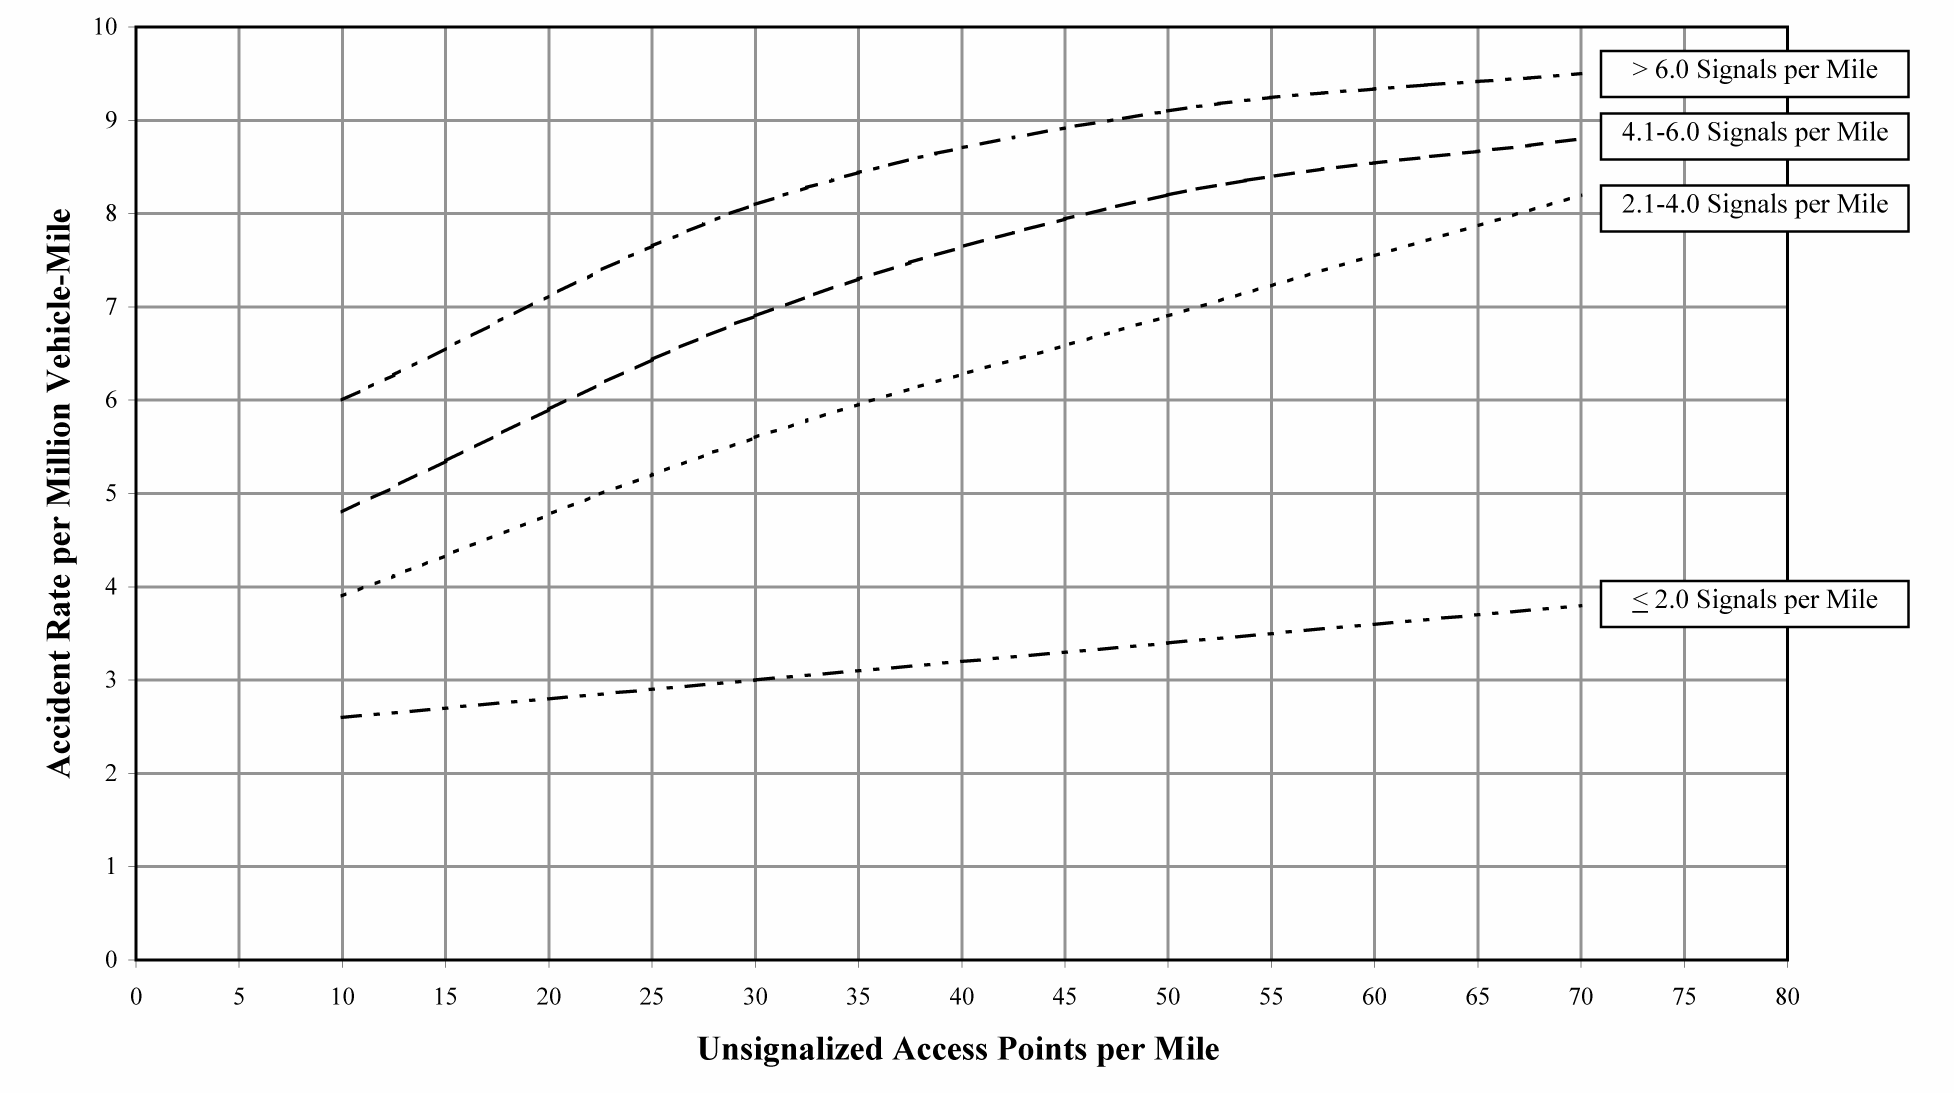 10
9
8
7
6
5
4
3
2
1
0
Accident Rate per Million Vehicle-Mile
> 6.0 Signals per Mile
4.1-6.0 Signals per Mile
2.1-4.0 Signals per Mile
≤ 2.0 Signals per Mile
0 5 10 15 20 25 30 35 40 45 50 55 60 65 70 75 80
Unsignalized Access Points per Mile